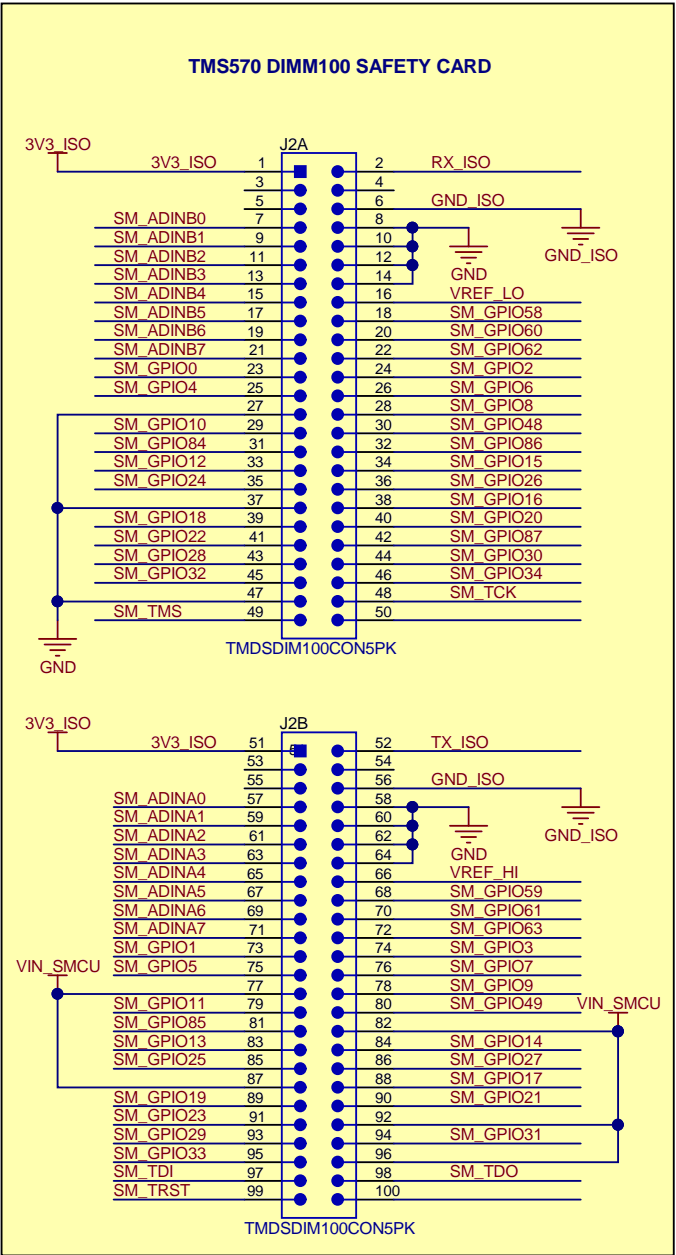 TMS570 DIMM100 SAFETY CARD
3V3_ISO
J2A
3V3_ISO 1 2 RX_ISO
3 4
5 6 GND_ISO
SM_ADINB0 7 8
SM_ADINB1 9 10 GND_ISO
SM_ADINB2 11 12
SM_ADINB3 13 14 GND
SM_ADINB4 15 16 VREF_LO
SM_ADINB5 17 18 SM_GPIO58
SM_ADINB6 19 20 SM_GPIO60
SM_ADINB7 21 22 SM_GPIO62
SM_GPIO0 23 24 SM_GPIO2
SM_GPIO4 25 26 SM_GPIO6
27 28 SM_GPIO8
SM_GPIO10 29 30 SM_GPIO48
SM_GPIO84 31 32 SM_GPIO86
SM_GPIO12 33 34 SM_GPIO15
SM_GPIO24 35 36 SM_GPIO26
37 38 SM_GPIO16
SM_GPIO18 39 40 SM_GPIO20
SM_GPIO22 41 42 SM_GPIO87
SM_GPIO28 43 44 SM_GPIO30
SM_GPIO32 45 46 SM_GPIO34
47 48 SM_TCK
SM_TMS 49 50
TMDSDIM100CON5PK
GND
3V3_ISO
J2B
3V3_ISO 51 52 TX_ISO
53 54
55 56 GND_ISO
SM_ADINA0 57 58
SM_ADINA1 59 60 GND_ISO
SM_ADINA2 61 62
SM_ADINA3 63 64 GND
SM_ADINA4 65 66 VREF_HI
SM_ADINA5 67 68 SM_GPIO59
SM_ADINA6 69 70 SM_GPIO61
SM_ADINA7 71 72 SM_GPIO63
SM_GPIO1 73 74 SM_GPIO3
VIN_SMCU SM_GPIO5 75 76 SM_GPIO7
77 78 SM_GPIO9
SM_GPIO11 79 80 SM_GPIO49 VIN_SMCU
SM_GPIO85 81 82
SM_GPIO13 83 84 SM_GPIO14
SM_GPIO25 85 86 SM_GPIO27
87 88 SM_GPIO17
SM_GPIO19 89 90 SM_GPIO21
SM_GPIO23 91 92
SM_GPIO29 93 94 SM_GPIO31
SM_GPIO33 95 96
SM_TDI 97 98 SM_TDO
SM_TRST 99 100
TMDSDIM100CON5PK